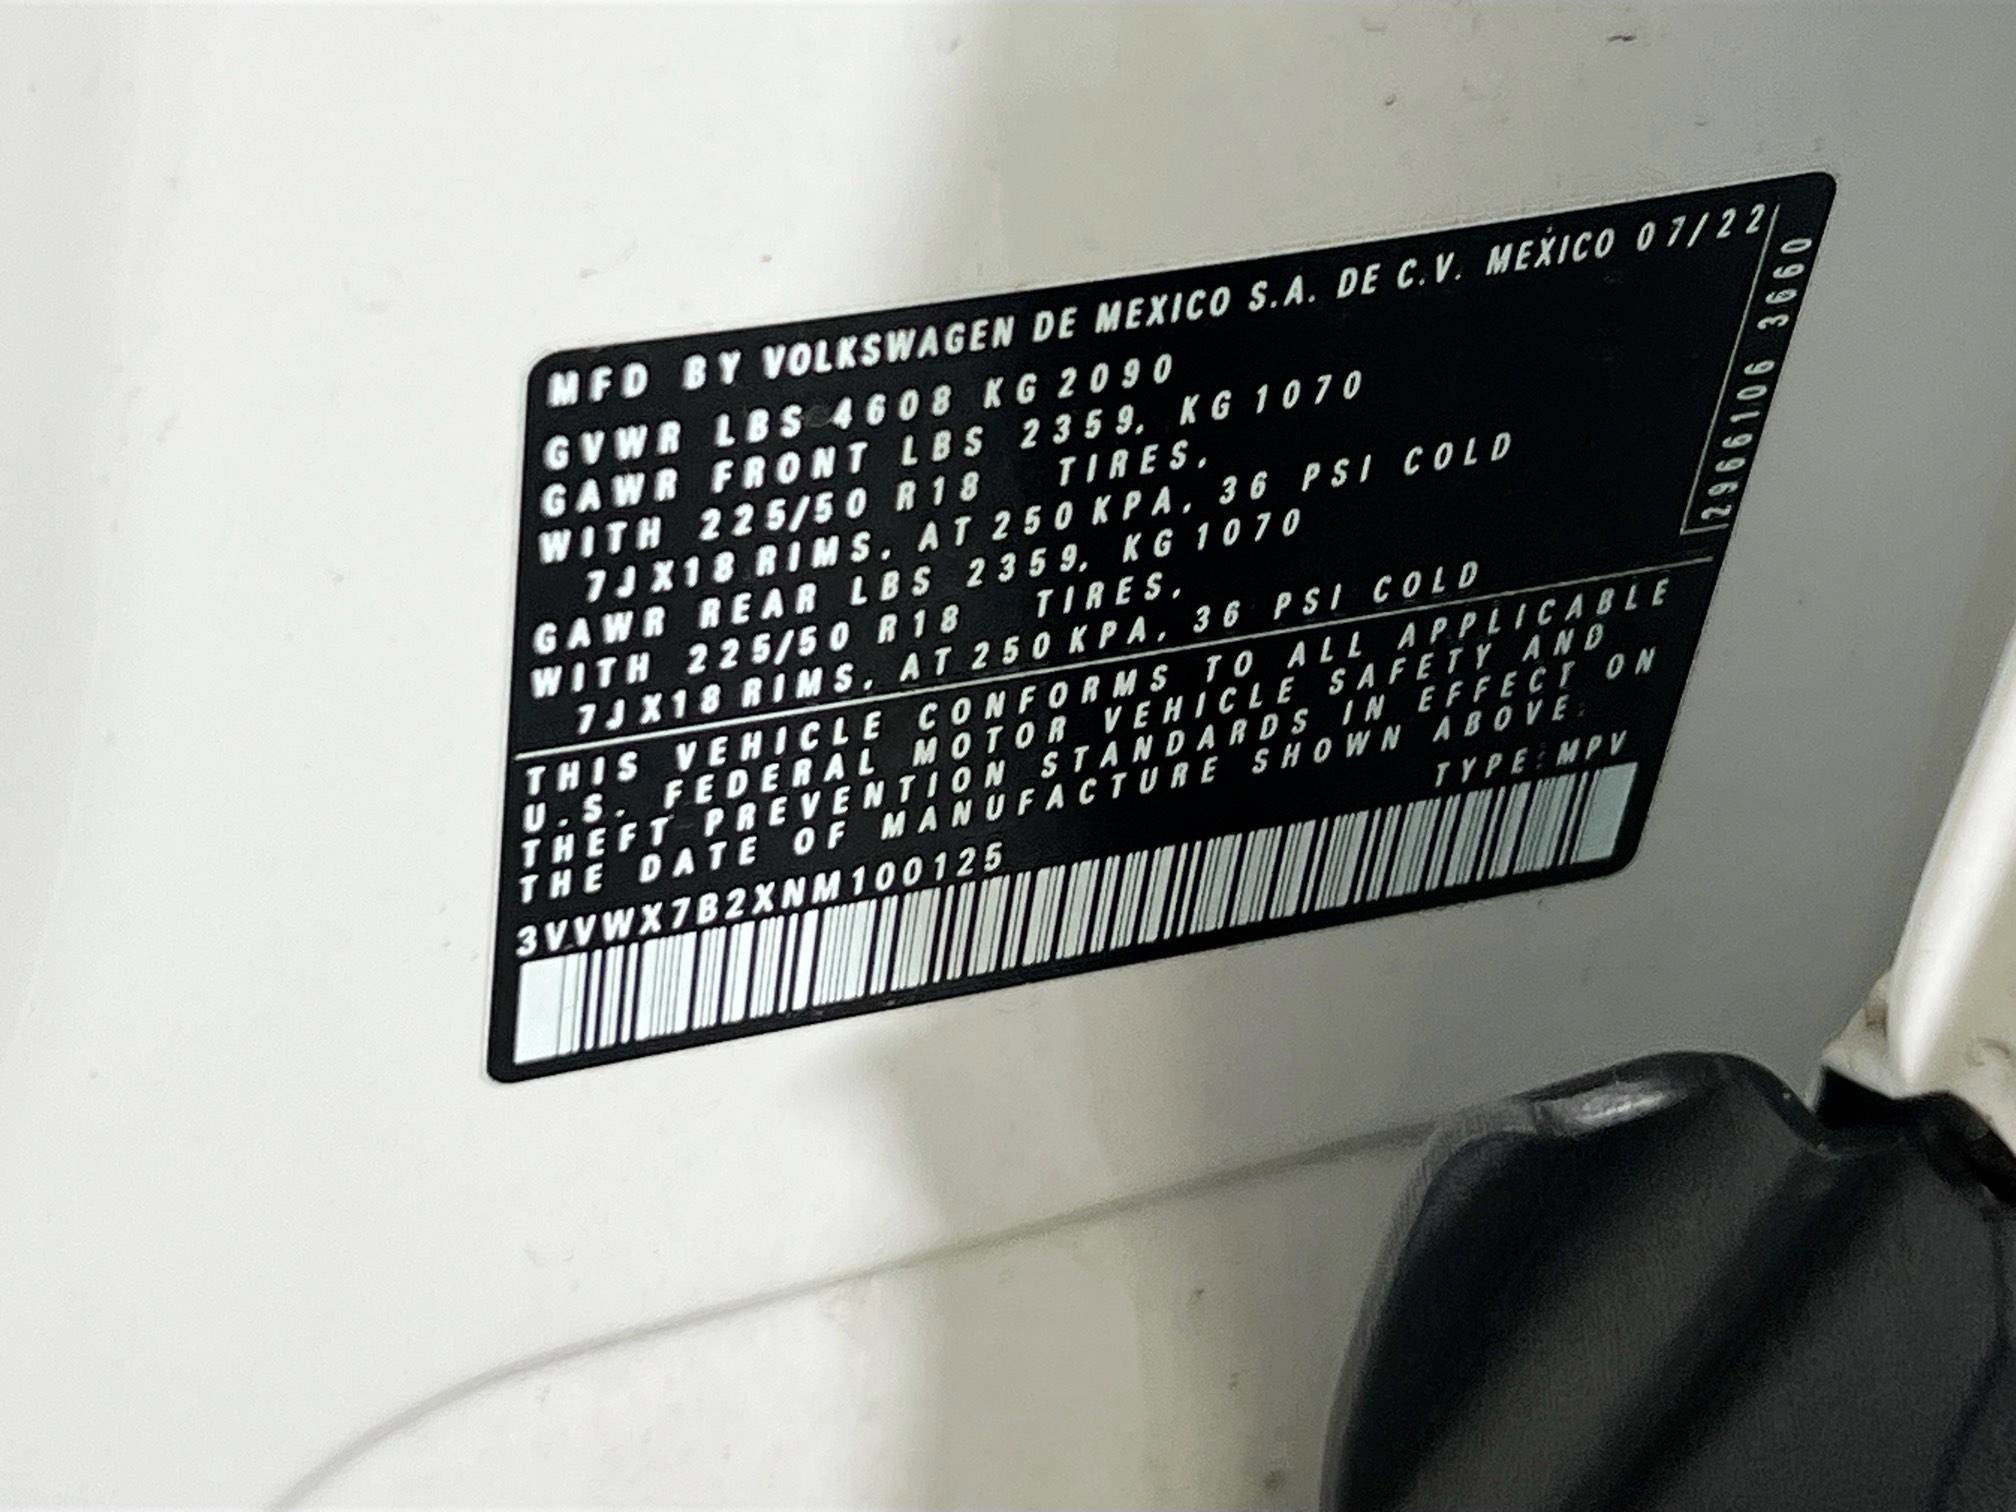 MFD BY VOLKSWAGEN DE MEXICO S.A. DE C.V. MEXICO 07/22
GVWR LBS 4608 KG 2090
GAWR FRONT LBS 2359, KG 1070
WITH 225/50 R18 TIRES,
7JX18 RIMS, AT 250 KPA, 36 PSI COLD
GAWR REAR LBS 2359, KG 1070
WITH 225/50 R18 TIRES,
7JX18 RIMS, AT 250 KPA, 36 PSI COLD
2966106 3660
THIS VEHICLE CONFORMS TO ALL APPLICABLE
U.S. FEDERAL MOTOR VEHICLE SAFETY AND
THEFT PREVENTION STANDARDS IN EFFECT ON
THE DATE OF MANUFACTURE SHOWN ABOVE.
TYPE: MPV
3VVWX7B2XNM100125